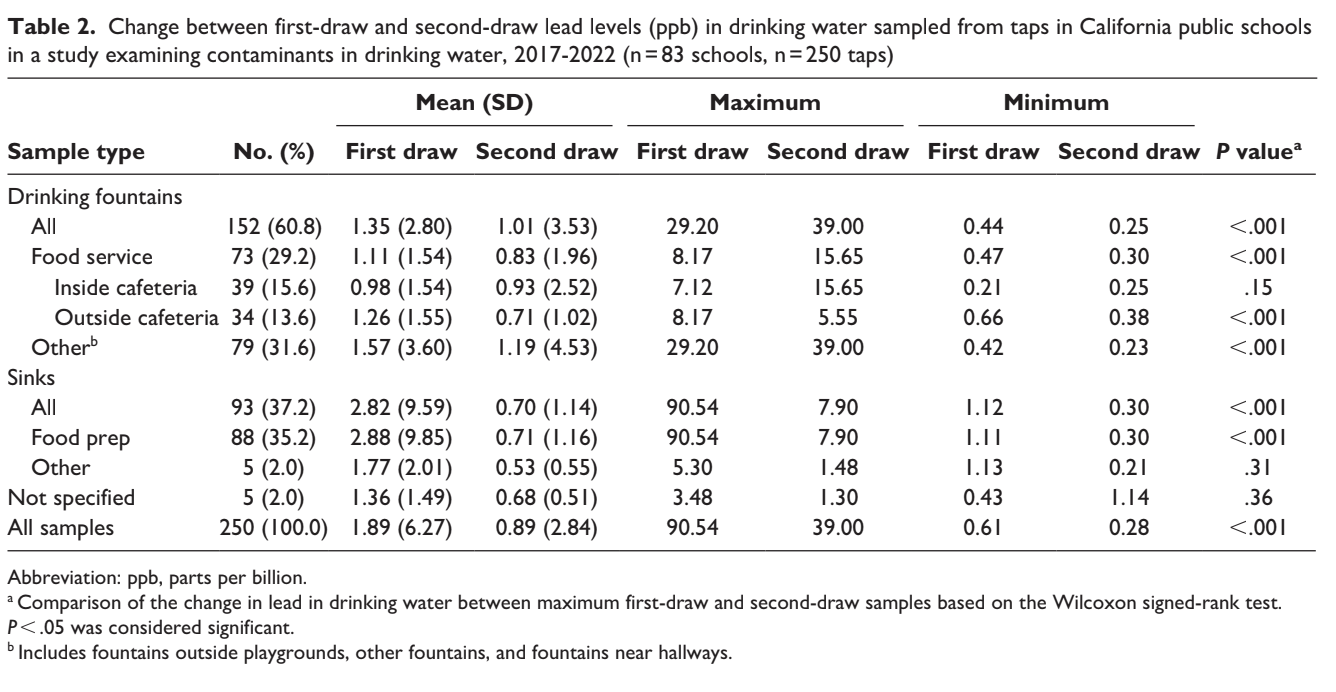 Table 2. Change between first-draw and second-draw lead levels (ppb) in drinking water sampled from taps in California public schools
in a study examining contaminants in drinking water, 2017-2022 (n = 83 schools, n = 250 taps)
Mean (SD) Maximum Minimum
Sample type No. (%) First draw Second draw First draw Second draw First draw Second draw P valueᵃ
Drinking fountains
All 152 (60.8) 1.35 (2.80) 1.01 (3.53) 29.20 39.00 0.44 0.25 <.001
Food service 73 (29.2) 1.11 (1.54) 0.83 (1.96) 8.17 15.65 0.47 0.30 <.001
Inside cafeteria 39 (15.6) 0.98 (1.54) 0.93 (2.52) 7.12 15.65 0.21 0.25 .15
Outside cafeteria 34 (13.6) 1.26 (1.55) 0.71 (1.02) 8.17 5.55 0.66 0.38 <.001
Otherᵇ 79 (31.6) 1.57 (3.60) 1.19 (4.53) 29.20 39.00 0.42 0.23 <.001
Sinks
All 93 (37.2) 2.82 (9.59) 0.70 (1.14) 90.54 7.90 1.12 0.30 <.001
Food prep 88 (35.2) 2.88 (9.85) 0.71 (1.16) 90.54 7.90 1.11 0.30 <.001
Other 5 (2.0) 1.77 (2.01) 0.53 (0.55) 5.30 1.48 1.13 0.21 .31
Not specified 5 (2.0) 1.36 (1.49) 0.68 (0.51) 3.48 1.30 0.43 1.14 .36
All samples 250 (100.0) 1.89 (6.27) 0.89 (2.84) 90.54 39.00 0.61 0.28 <.001
Abbreviation: ppb, parts per billion.
ᵃ Comparison of the change in lead in drinking water between maximum first-draw and second-draw samples based on the Wilcoxon signed-rank test.
P < .05 was considered significant.
ᵇ Includes fountains outside playgrounds, other fountains, and fountains near hallways.